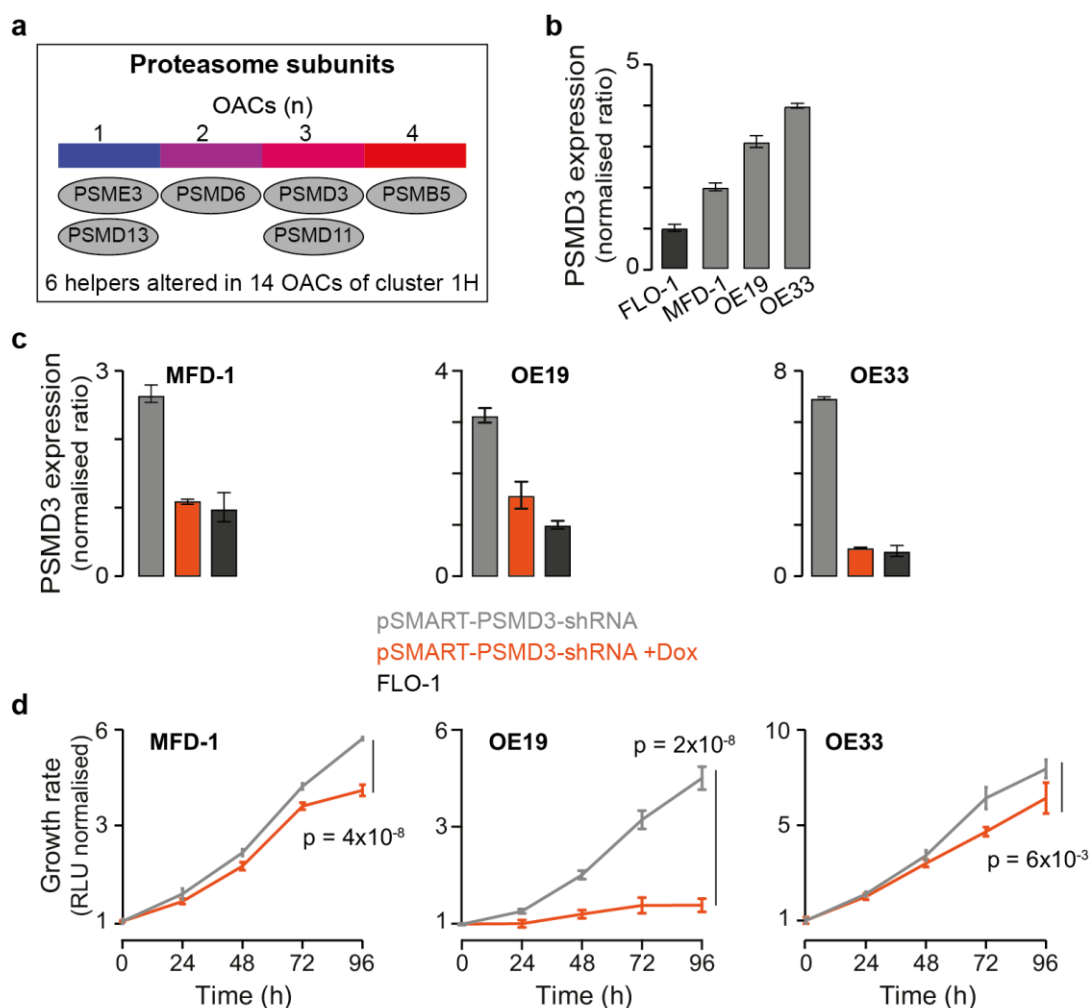 a
Proteasome subunits
OACs (n)
1 2 3 4
PSME3 PSMD6 PSMD3 PSMB5
PSMD13 PSMD11
6 helpers altered in 14 OACs of cluster 1H
b
PSMD3 expression
(normalised ratio)
5
0
FLO-1 MFD-1 OE19 OE33
c
PSMD3 expression
(normalised ratio)
3
0
MFD-1
4
0
OE19
8
0
OE33
pSMART-PSMD3-shRNA
pSMART-PSMD3-shRNA +Dox
FLO-1
d
Growth rate
(RLU normalised)
6
3
1
MFD-1
p = 4x10⁻⁸
0 24 48 72 96
Time (h)
6
3
1
OE19
p = 2x10⁻⁸
0 24 48 72 96
Time (h)
10
5
1
OE33
p = 6x10⁻³
0 24 48 72 96
Time (h)